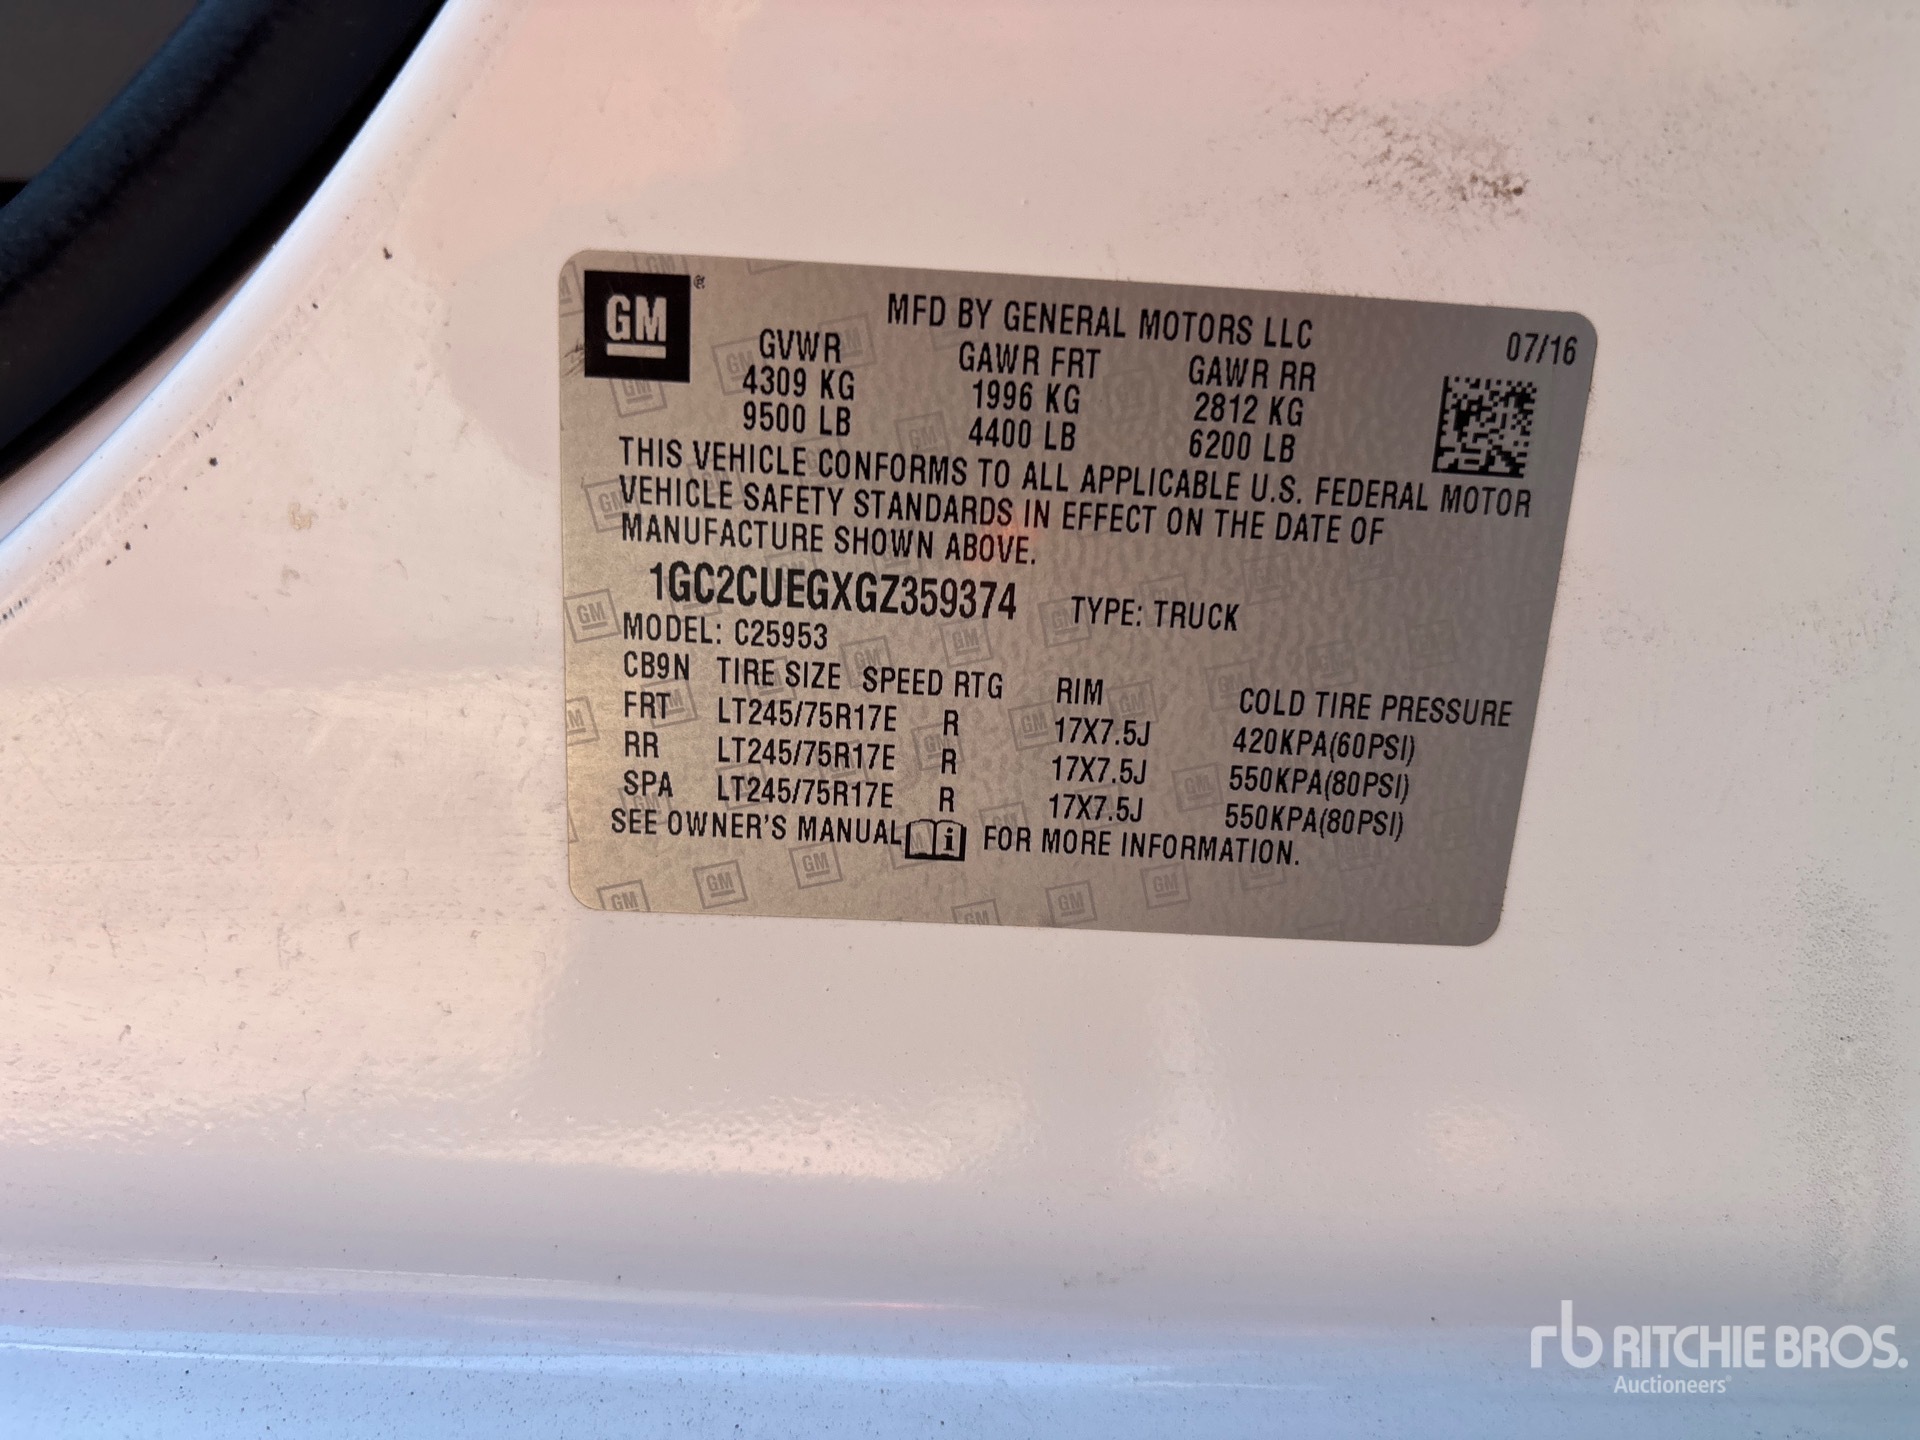 GM
MFD BY GENERAL MOTORS LLC 07/16
GVWR GAWR FRT GAWR RR
4309 KG 1996 KG 2812 KG
9500 LB 4400 LB 6200 LB
THIS VEHICLE CONFORMS TO ALL APPLICABLE U.S. FEDERAL MOTOR
VEHICLE SAFETY STANDARDS IN EFFECT ON THE DATE OF
MANUFACTURE SHOWN ABOVE.
1GC2CUEGXGZ359374 TYPE: TRUCK
MODEL: C25953
CB9N TIRE SIZE SPEED RTG RIM COLD TIRE PRESSURE
FRT LT245/75R17E R 17X7.5J 420KPA(60PSI)
RR LT245/75R17E R 17X7.5J 550KPA(80PSI)
SPA LT245/75R17E R 17X7.5J 550KPA(80PSI)
SEE OWNER'S MANUAL i FOR MORE INFORMATION.
rb RITCHIE BROS.
Auctioneers